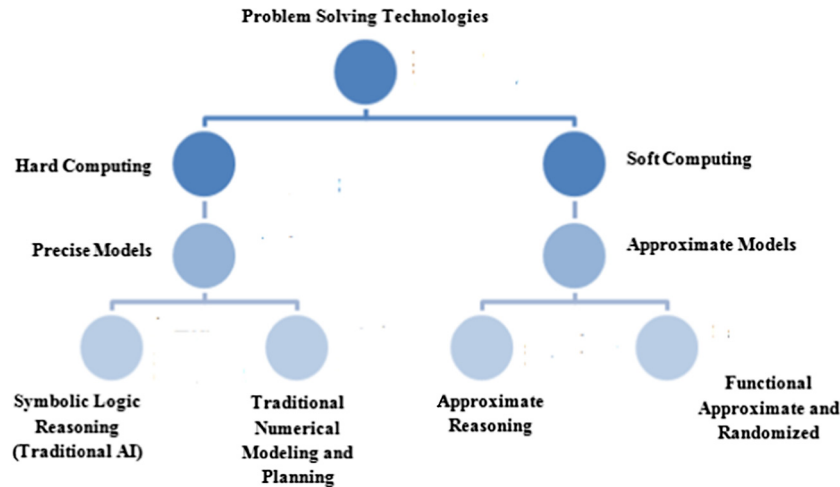 Problem Solving Technologies
Hard Computing
Soft Computing
Precise Models
Approximate Models
Symbolic Logic
Reasoning
(Traditional AI)
Traditional
Numerical
Modeling and
Planning
Approximate
Reasoning
Functional
Approximate and
Randomized